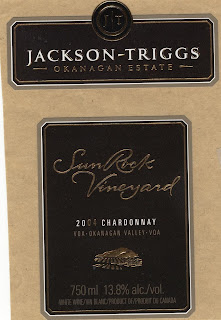 JACKSON-TRIGGS
OKANAGAN ESTATE
SunRock
Vineyard
2004 CHARDONNAY
VQA-OKANAGAN VALLEY-VQA
750 ml 13.8% alc./vol.
WHITE WINE/VIN BLANC/PRODUCT OF/PRODUIT DU CANADA